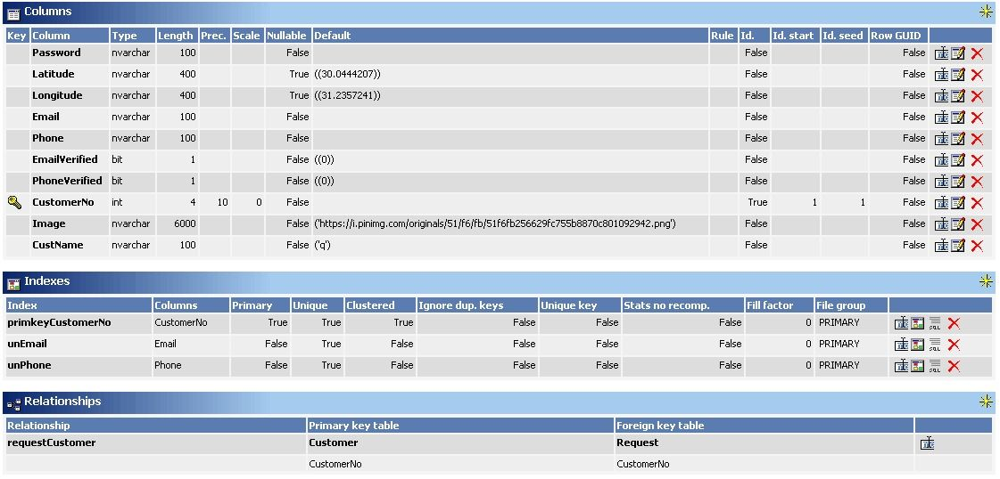 Columns
Key Column Type Length Prec. Scale Nullable Default Rule Id. Id. start Id. seed Row GUID
Password nvarchar 100 False False False
Latitude nvarchar 400 True ((30.0444207)) False False
Longitude nvarchar 400 True ((31.2357241)) False False
Email nvarchar 100 False False False
Phone nvarchar 100 False False False
EmailVerified bit 1 False ((0)) False False
PhoneVerified bit 1 False ((0)) False False
CustomerNo int 4 10 0 False True 1 1 False
Image nvarchar 6000 False ('https://i.pinimg.com/originals/51/f6/fb/51f6fb256629fc755b8870c801092942.png') False False
CustName nvarchar 100 False ('q') False False
Indexes
Index Columns Primary Unique Clustered Ignore dup. keys Unique key Stats no recomp. Fill factor File group
primkeyCustomerNo CustomerNo True True True False False False 0 PRIMARY
unEmail Email False True False False False False 0 PRIMARY
unPhone Phone False True False False False False 0 PRIMARY
Relationships
Relationship Primary key table Foreign key table
requestCustomer Customer Request
CustomerNo CustomerNo